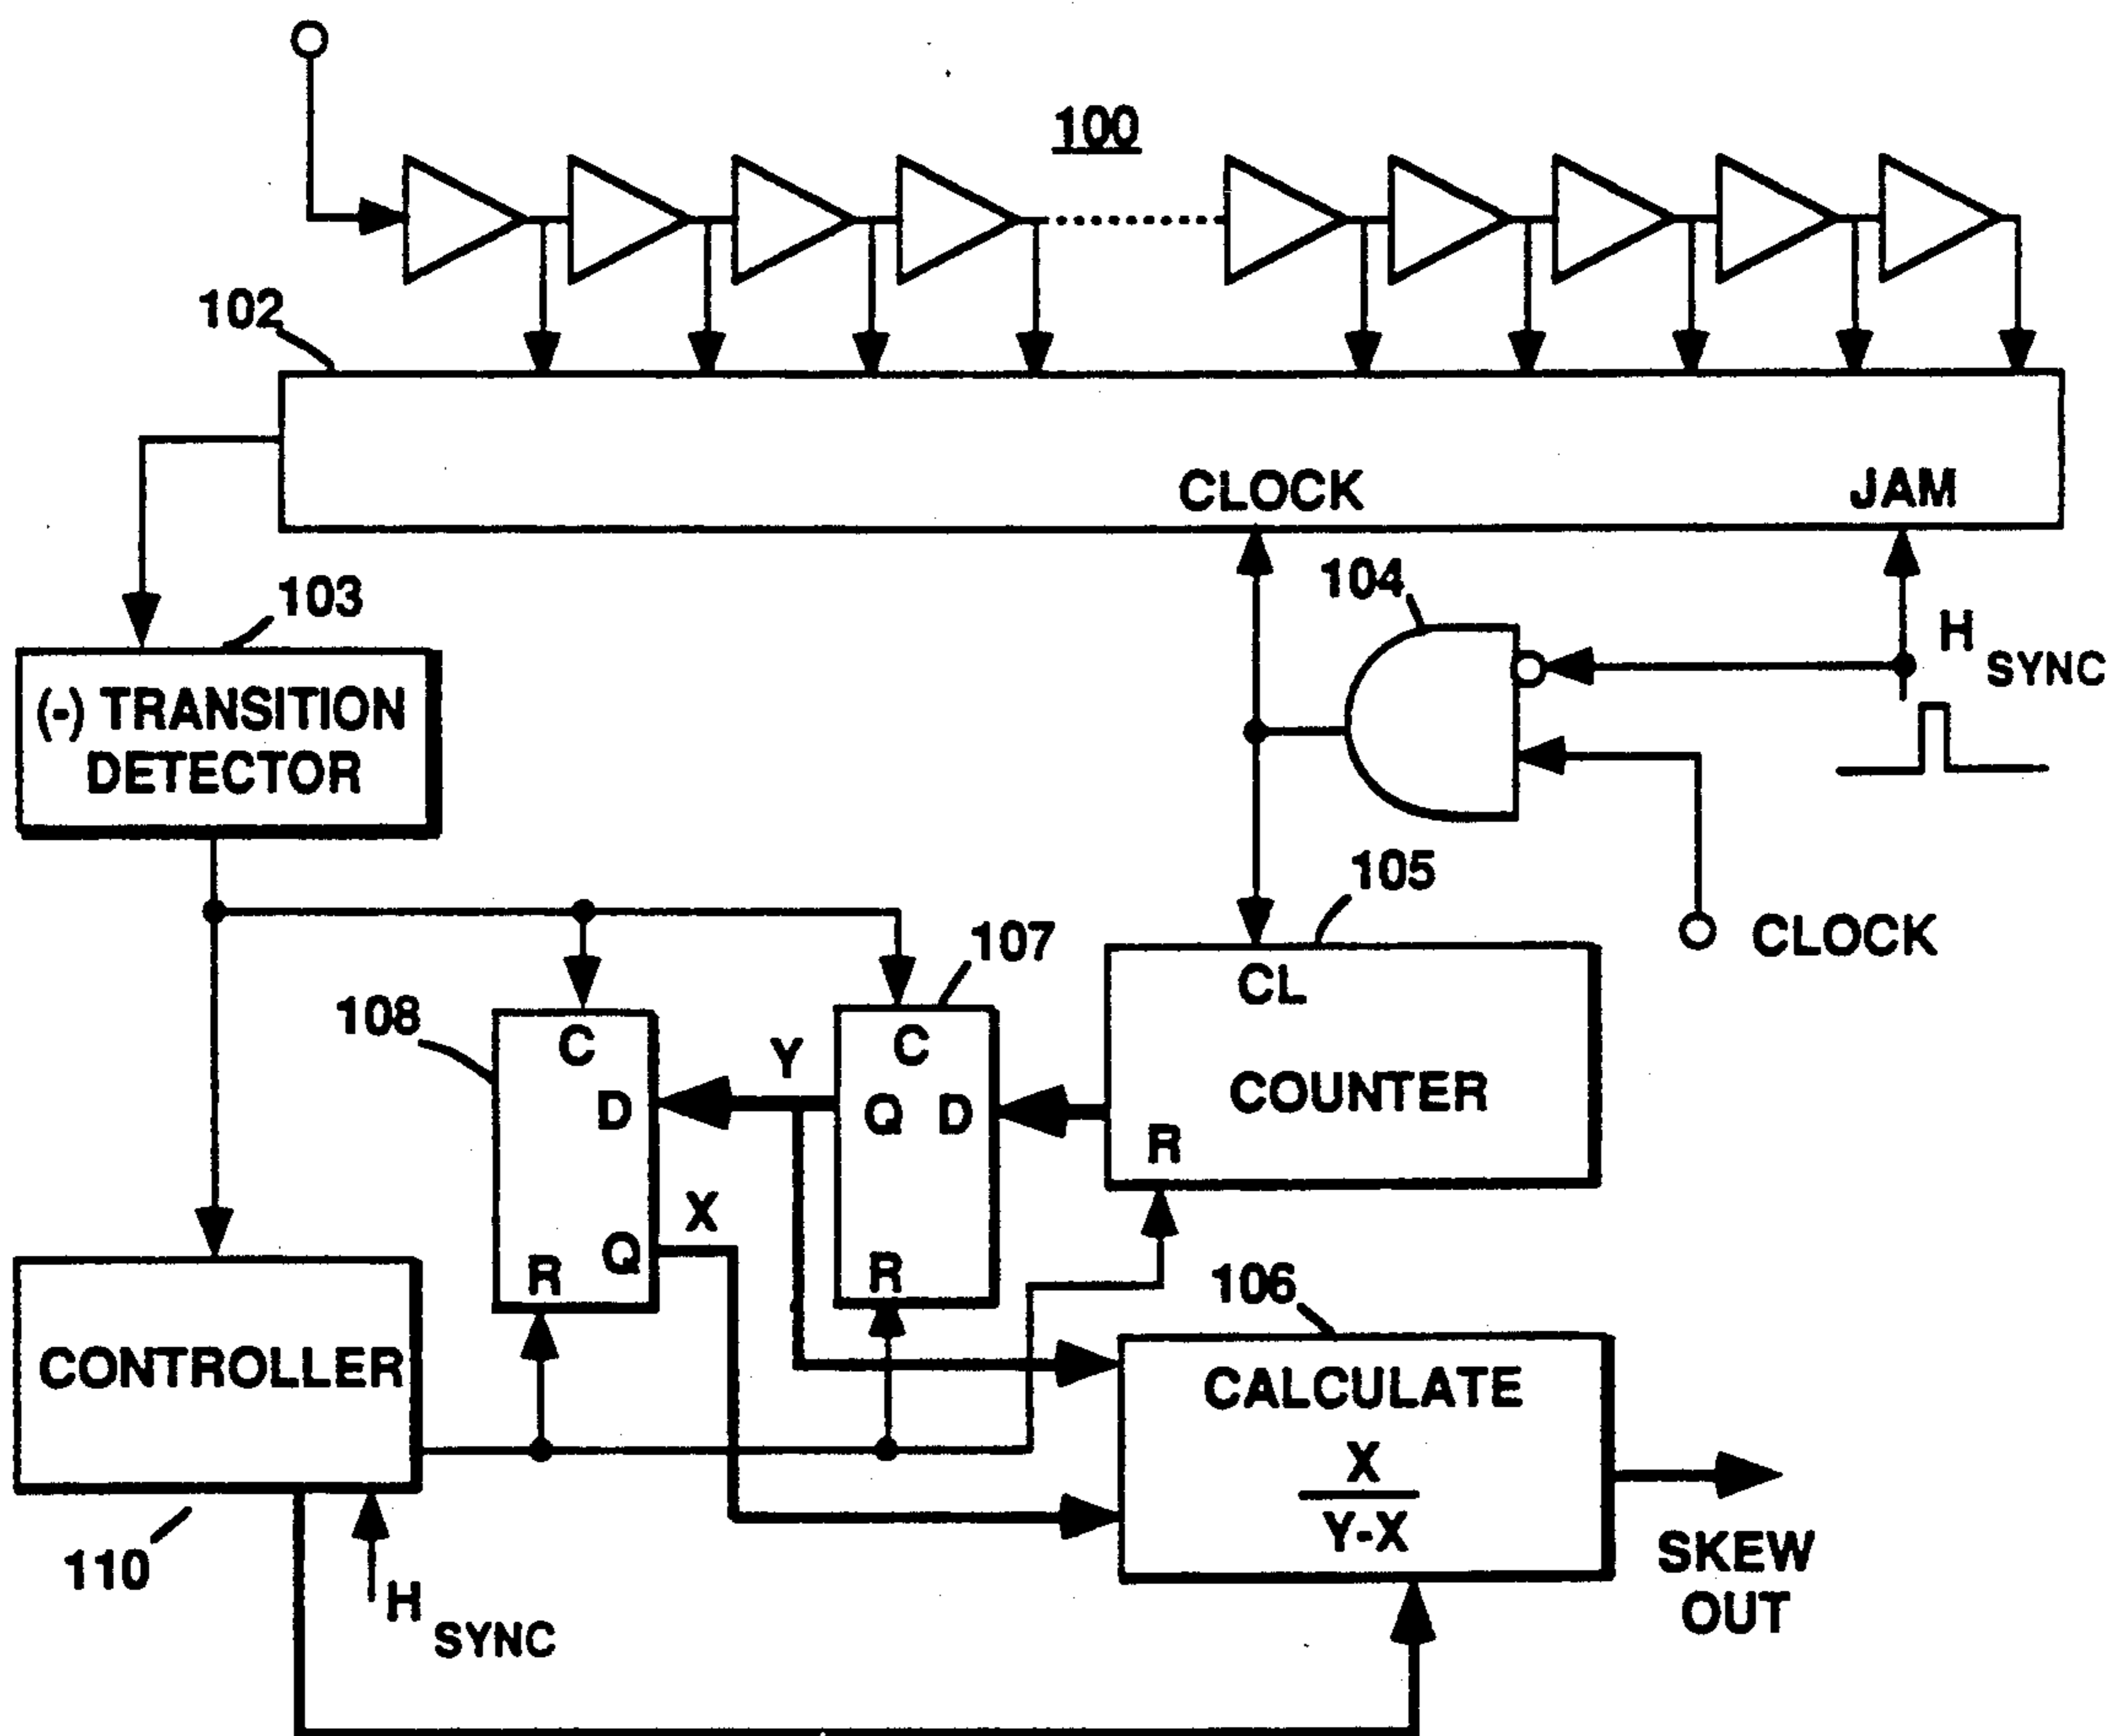 100
102
CLOCK
JAM
103
104
H SYNC
(-) TRANSITION
DETECTOR
105
CLOCK
107
108
C
D
Q
R
Y
X
C
Q
D
R
CL
COUNTER
R
106
CONTROLLER
CALCULATE
X
Y-X
SKEW
OUT
110
H SYNC